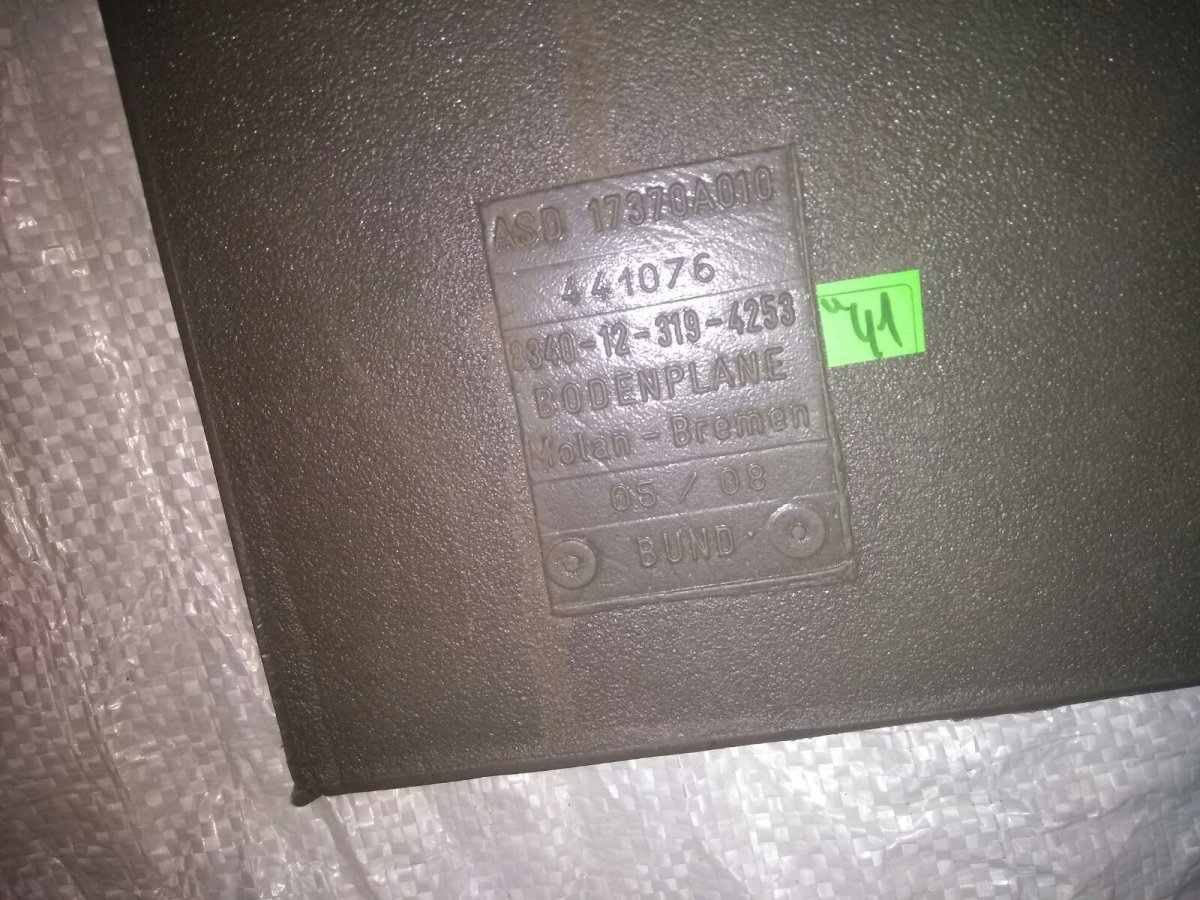 ASD 17370A010
441076
8340-12-319-4253
BODENPLANE
Molan-Bremen
05 / 08
BUND
41